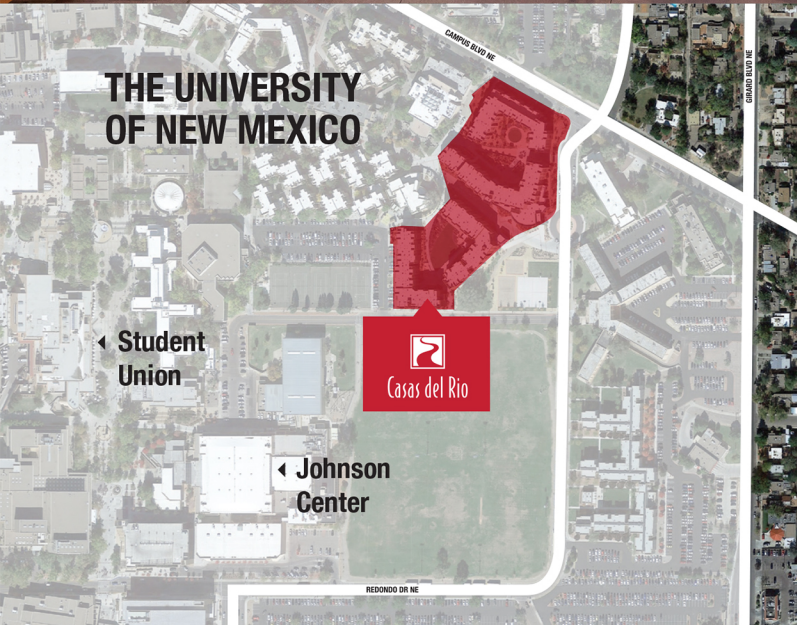 CAMPUS BLVD NE
GIRARD BLVD NE
THE UNIVERSITY
OF NEW MEXICO
Student
Union
Casas del Rio
Johnson
Center
REDONDO DR NE